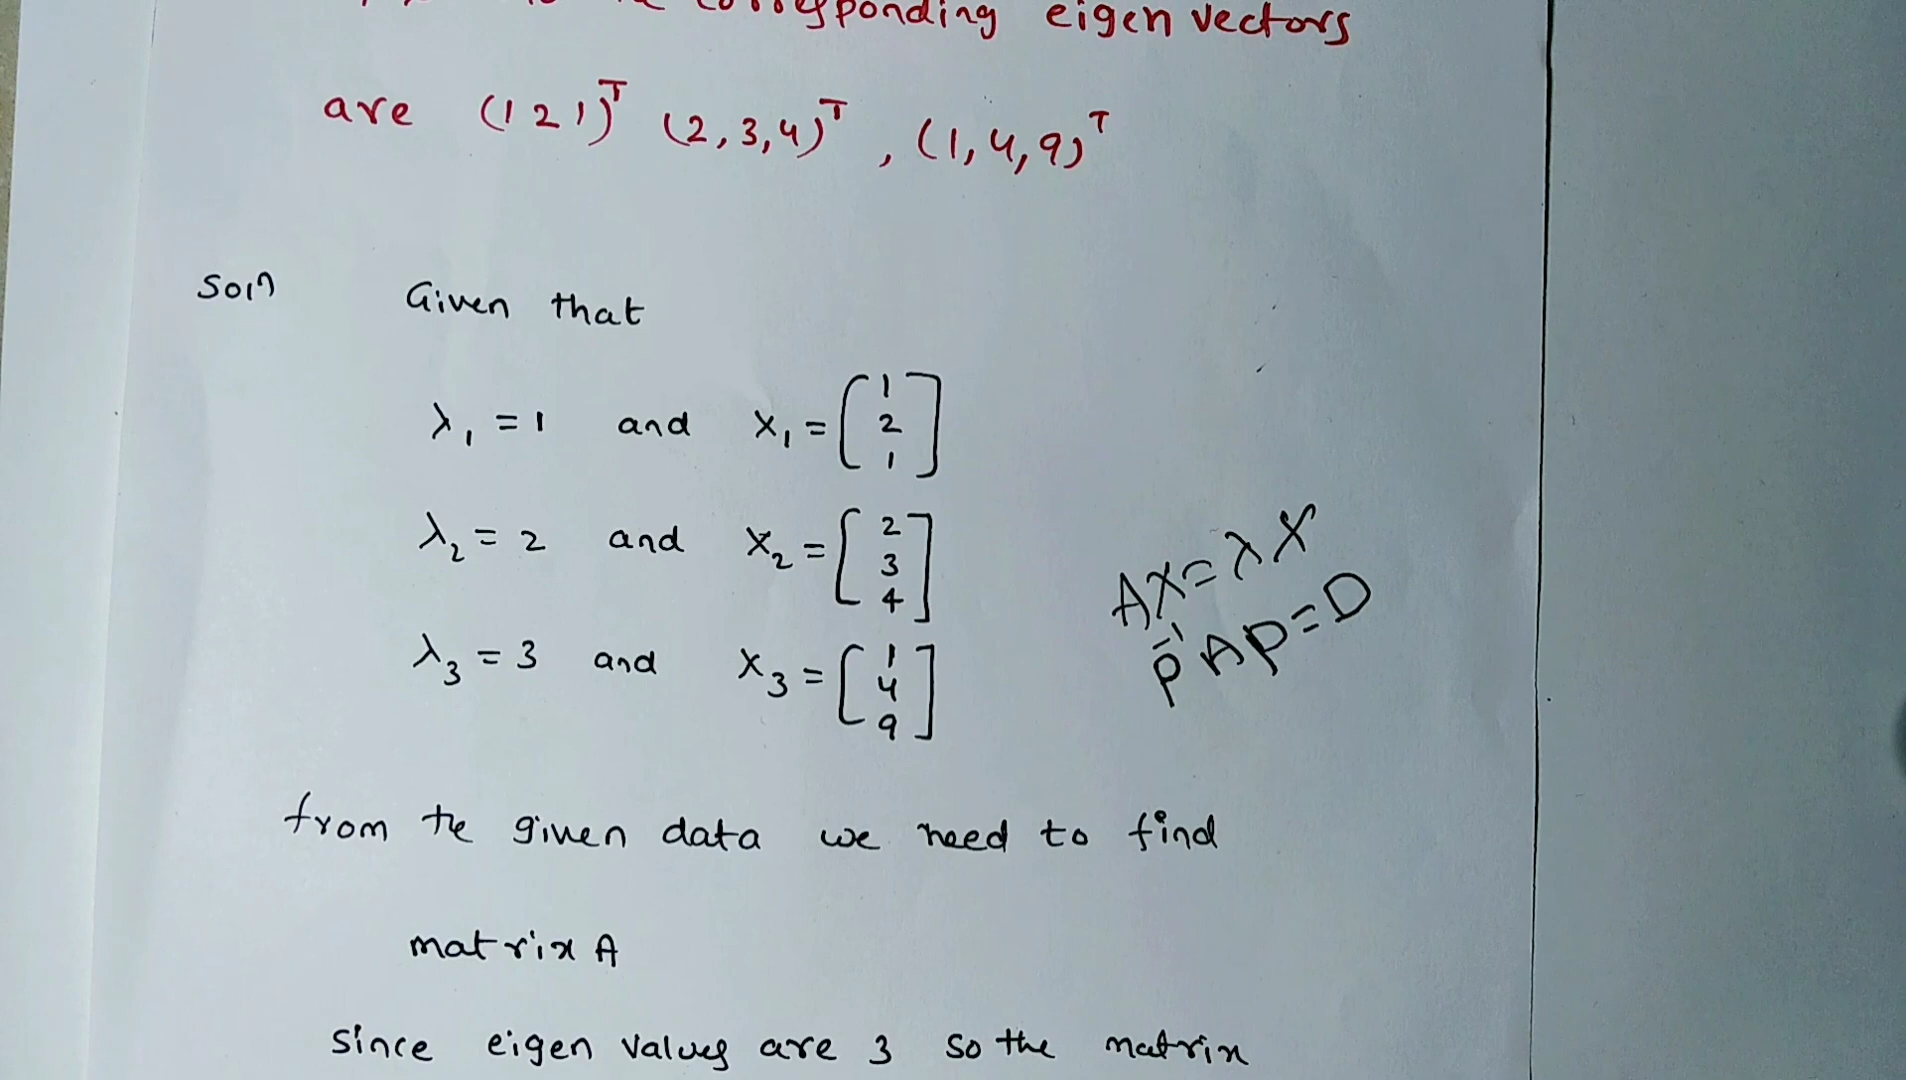 corresponding eigen vectors
are (1 2 1)ᵀ (2,3,4)ᵀ , (1,4,9)ᵀ
Soln Given that
λ₁ = 1 and x₁ = [1 2 1]
λ₂ = 2 and x₂ = [2 3 4]
λ₃ = 3 and x₃ = [1 4 9]
AX = λX
P⁻¹AP = D
from the given data we need to find
matrix A
since eigen values are 3 so the matrix